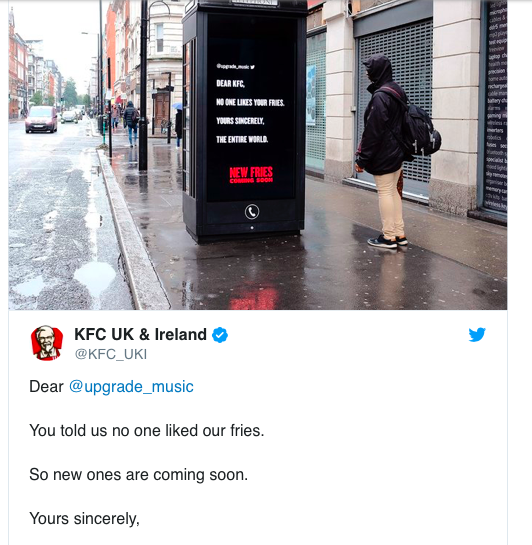 @upgrade_music
DEAR KFC,
NO ONE LIKES YOUR FRIES.
YOURS SINCERELY,
THE ENTIRE WORLD.
NEW FRIES
COMING SOON
KFC UK & Ireland
@KFC_UKI
Dear @upgrade_music
You told us no one liked our fries.
So new ones are coming soon.
Yours sincerely,